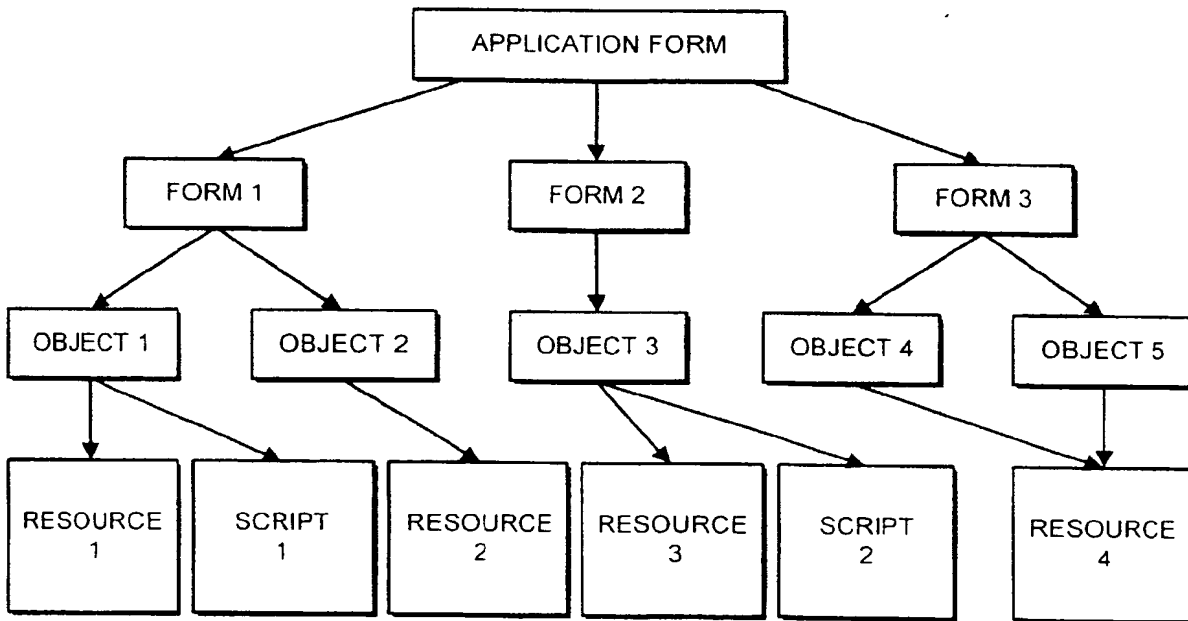 APPLICATION FORM
FORM 1
FORM 2
FORM 3
OBJECT 1
OBJECT 2
OBJECT 3
OBJECT 4
OBJECT 5
RESOURCE
1
SCRIPT
1
RESOURCE
2
RESOURCE
3
SCRIPT
2
RESOURCE
4